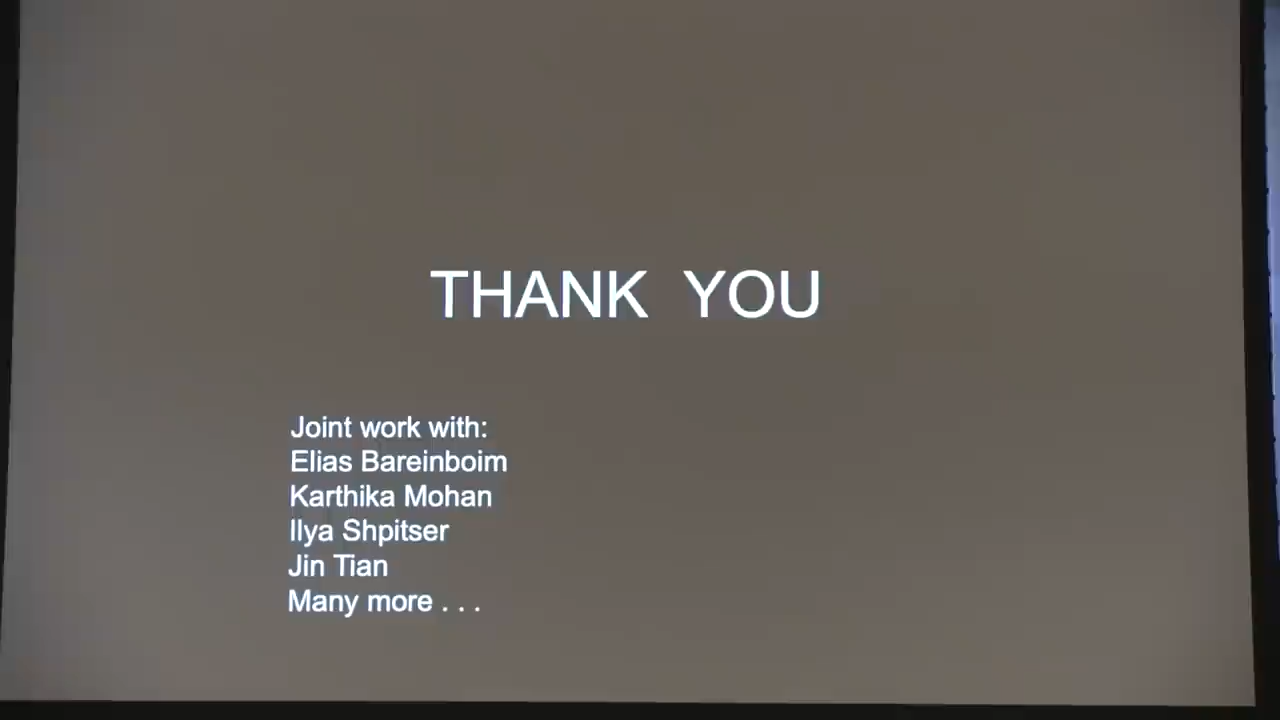 THANK YOU
Joint work with:
Elias Bareinboim
Karthika Mohan
Ilya Shpitser
Jin Tian
Many more . . .